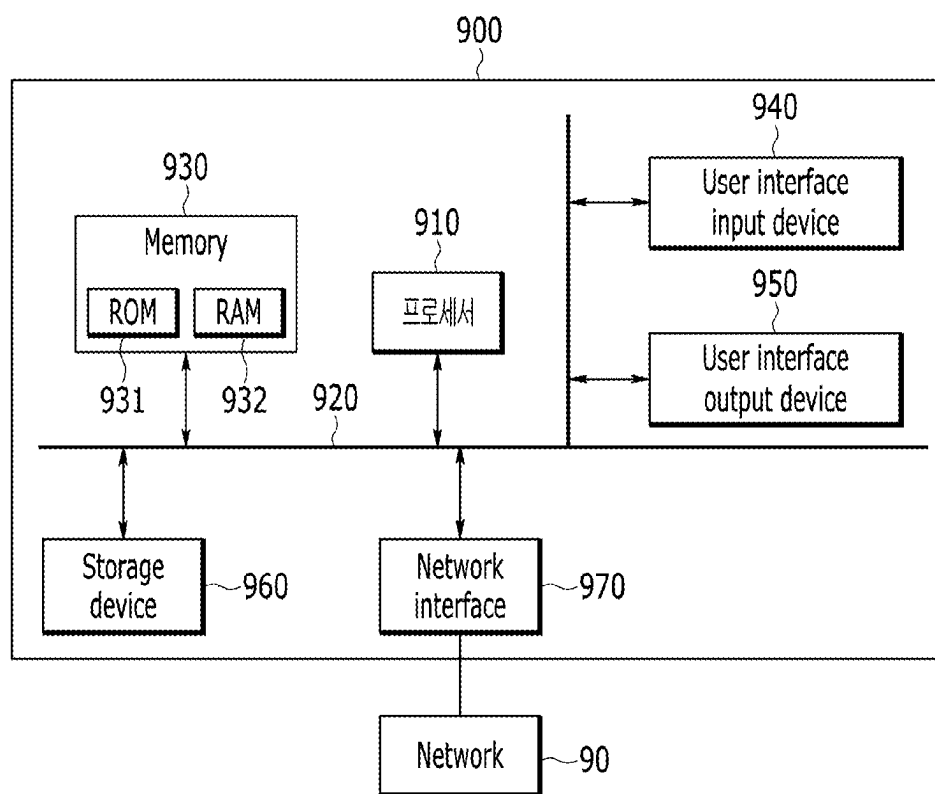 900
940
User interface
input device
930
Memory
ROM
RAM
931
932
910
프로세서
950
User interface
output device
920
Storage
device
960
Network
interface
970
Network
90